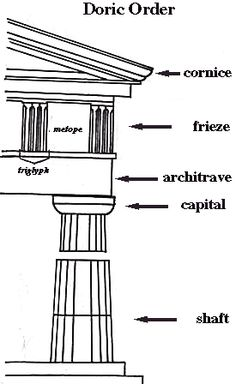 Doric Order
cornice
metope
frieze
triglyph
architrave
capital
shaft